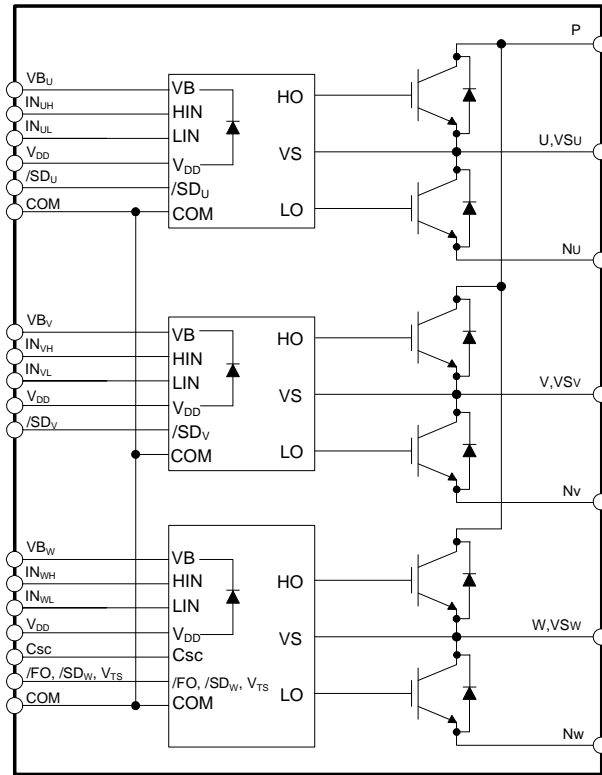 P
VBU
INUH
INUL
VDD
/SDU
COM
VB
HIN
LIN
VDD
/SDU
COM
HO
VS
LO
U,VSU
NU
VBV
INVH
INVL
VDD
/SDV
VB
HIN
LIN
VDD
/SDV
COM
HO
VS
LO
V,VSV
NV
VBW
INWH
INWL
VDD
Csc
/FO, /SDW, VTS
COM
VB
HIN
LIN
VDD
Csc
/FO, /SDW, VTS
COM
HO
VS
LO
W,VSW
NW